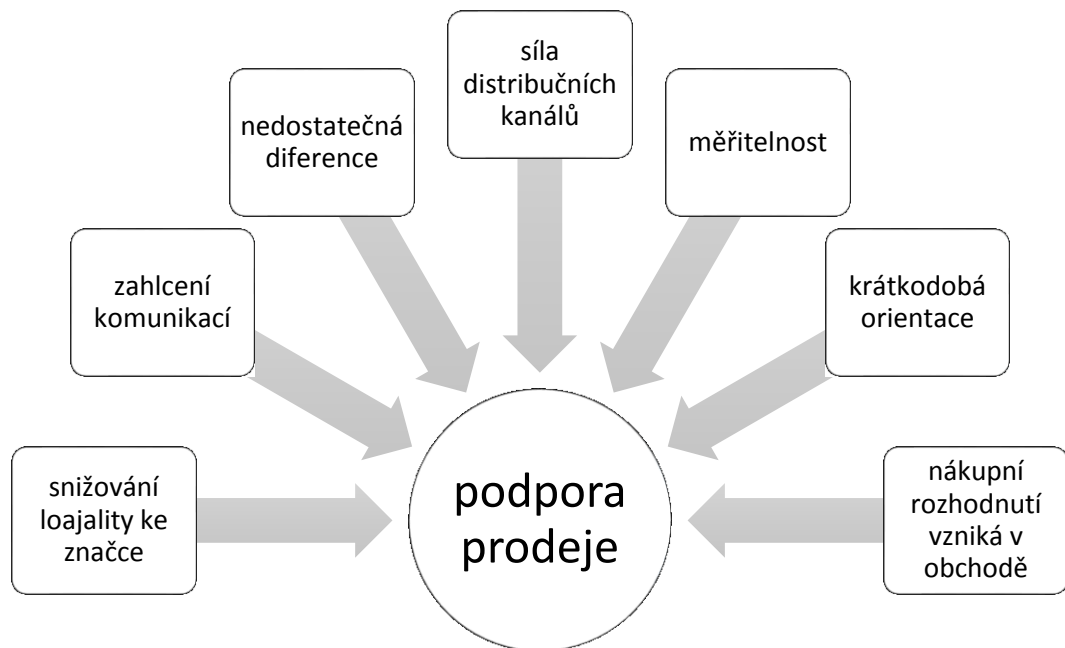 síla
distribučních
kanálů
nedostatečná
diference
měřitelnost
zahlcení
komunikací
krátkodobá
orientace
snižování
loajality ke
značce
podpora
prodeje
nákupní
rozhodnutí
vzniká v
obchodě